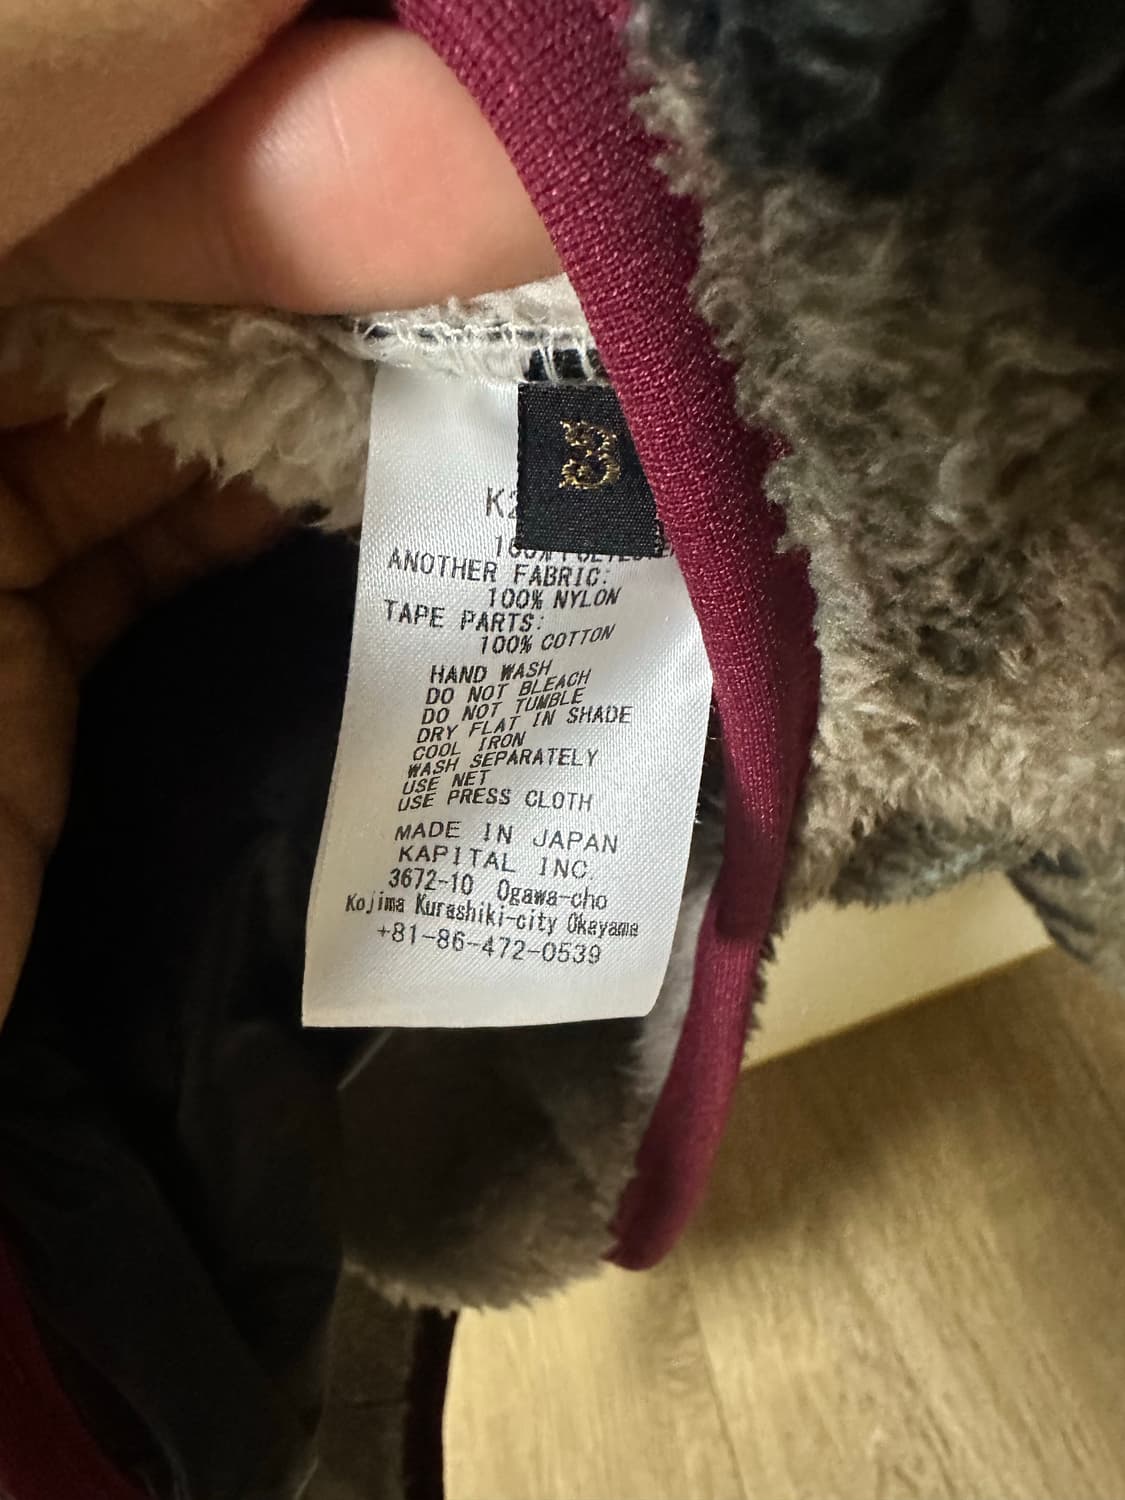 3
ANOTHER FABRIC:
100% NYLON
TAPE PARTS:
100% COTTON
HAND WASH
DO NOT BLEACH
DO NOT TUMBLE
DRY FLAT IN SHADE
COOL IRON
WASH SEPARATELY
USE NET
USE PRESS CLOTH
MADE IN JAPAN
KAPITAL INC.
3672-10 Ogawa-cho
Kojima Kurashiki-city Okayama
+81-86-472-0539